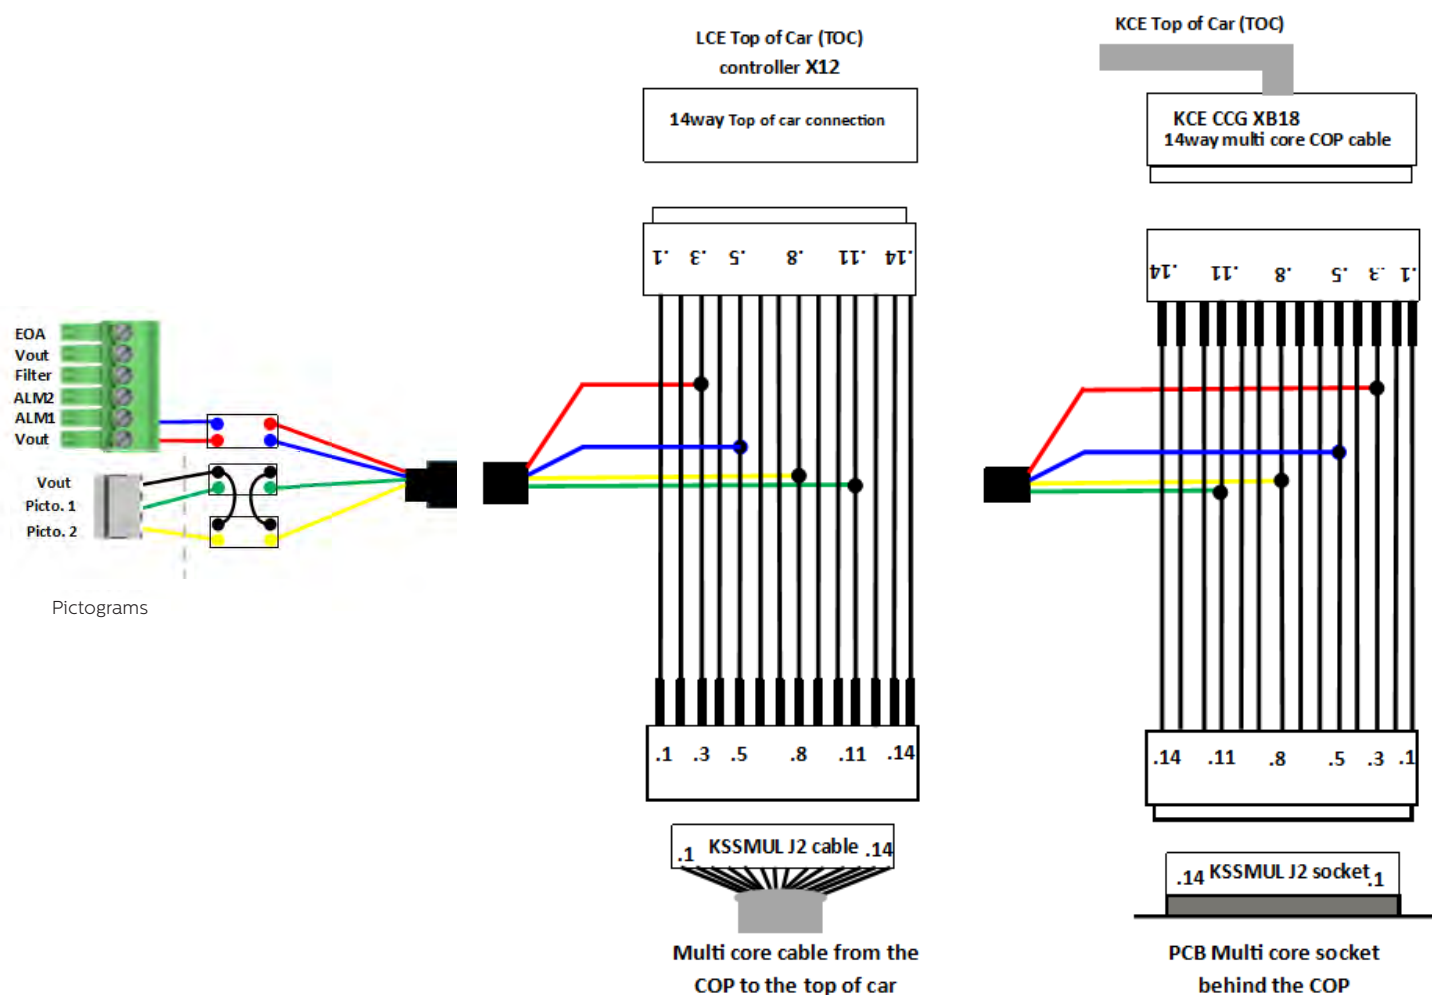 KCE Top of Car (TOC)
LCE Top of Car (TOC)
controller X12
14way Top of car connection
KCE CCG XB18
14way multi core COP cable
.1 .3 .5 .8 .11 .14
.14 .11 .8 .5 .3 .1
EOA
Vout
Filter
ALM2
ALM1
Vout
Vout
Picto. 1
Picto. 2
Pictograms
.1 .3 .5 .8 .11 .14
.14 .11 .8 .5 .3 .1
.1 KSSMUL J2 cable .14
.14 KSSMUL J2 socket .1
Multi core cable from the
COP to the top of car
PCB Multi core socket
behind the COP